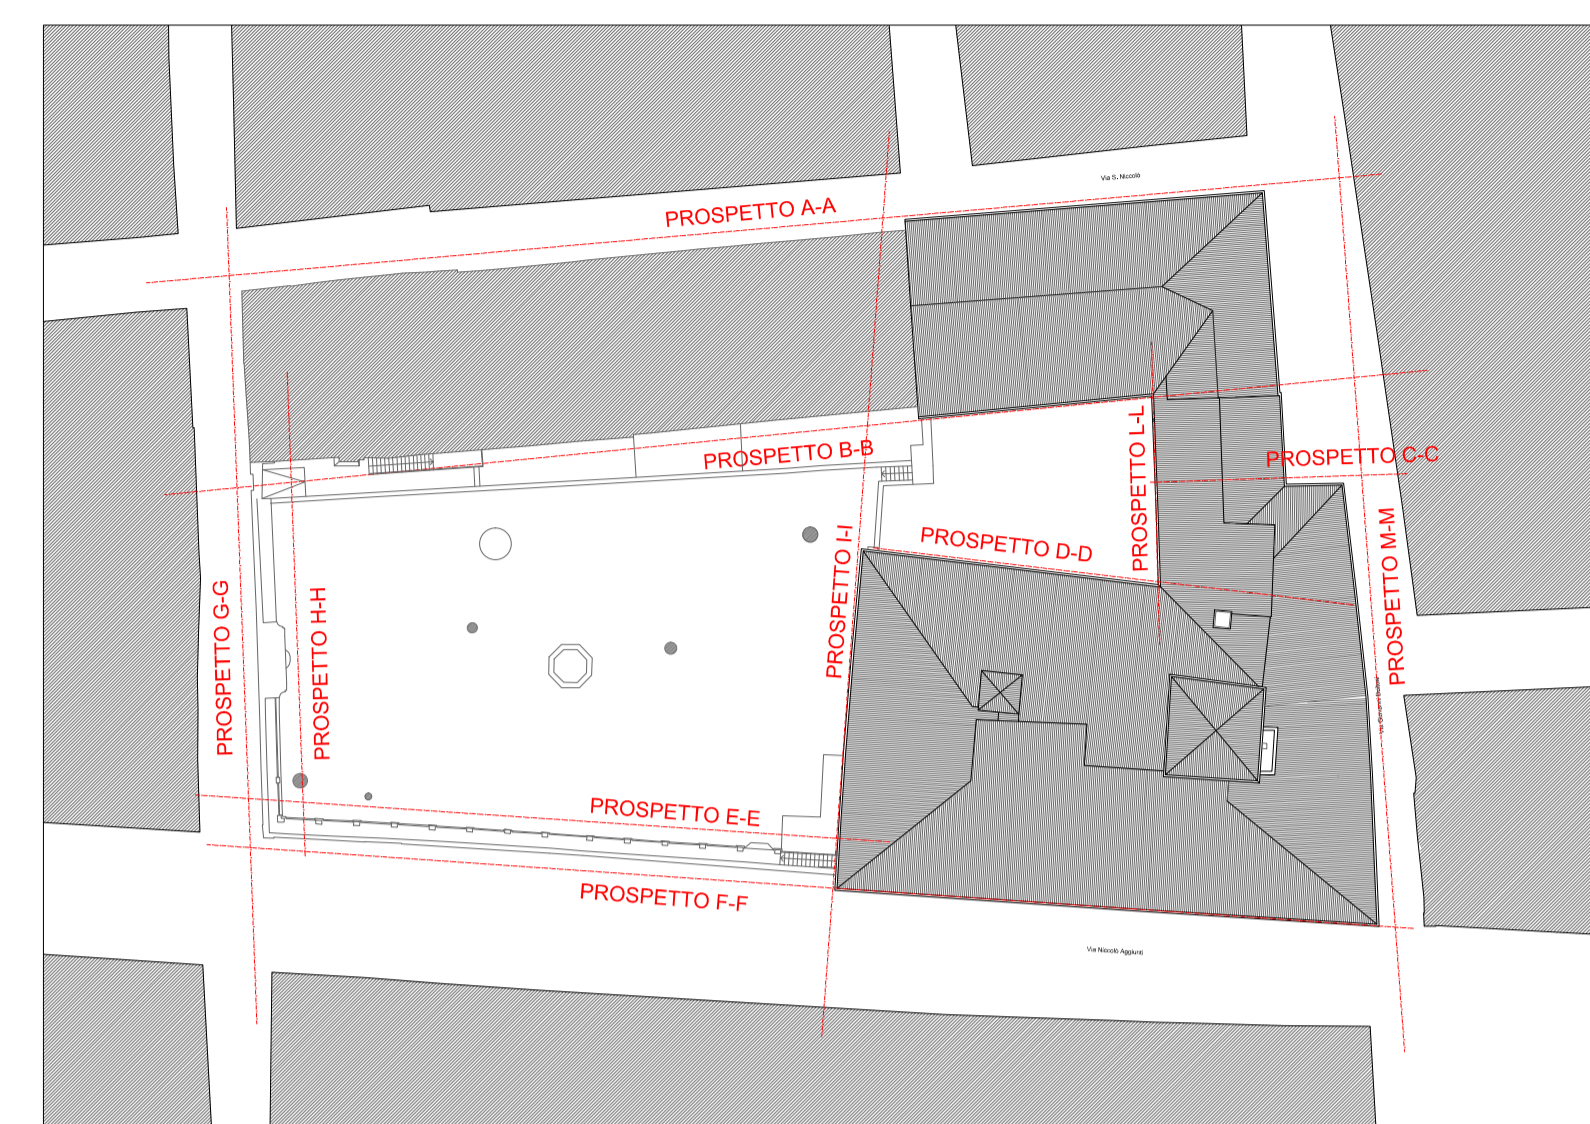 Via S. Niccolò
PROSPETTO A-A
PROSPETTO B-B
PROSPETTO C-C
PROSPETTO L-L
PROSPETTO D-D
PROSPETTO I-I
PROSPETTO M-M
PROSPETTO G-G
PROSPETTO H-H
PROSPETTO E-E
PROSPETTO F-F
Via Niccolò Aggiunti